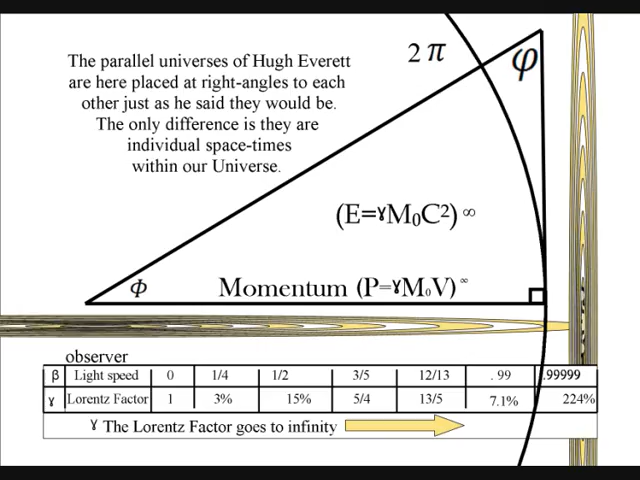 The parallel universes of Hugh Everett
are here placed at right-angles to each
other just as he said they would be.
The only difference is they are
individual space-times
within our Universe.
2 π
φ
(E=ɤM₀C²) ∞
Φ
Momentum (P=ɤM₀V) ∞
observer
β Light speed 0 1/4 1/2 3/5 12/13 . 99 .99999
ɤ Lorentz Factor 1 3% 15% 5/4 13/5 7.1% 224%
ɤ The Lorentz Factor goes to infinity